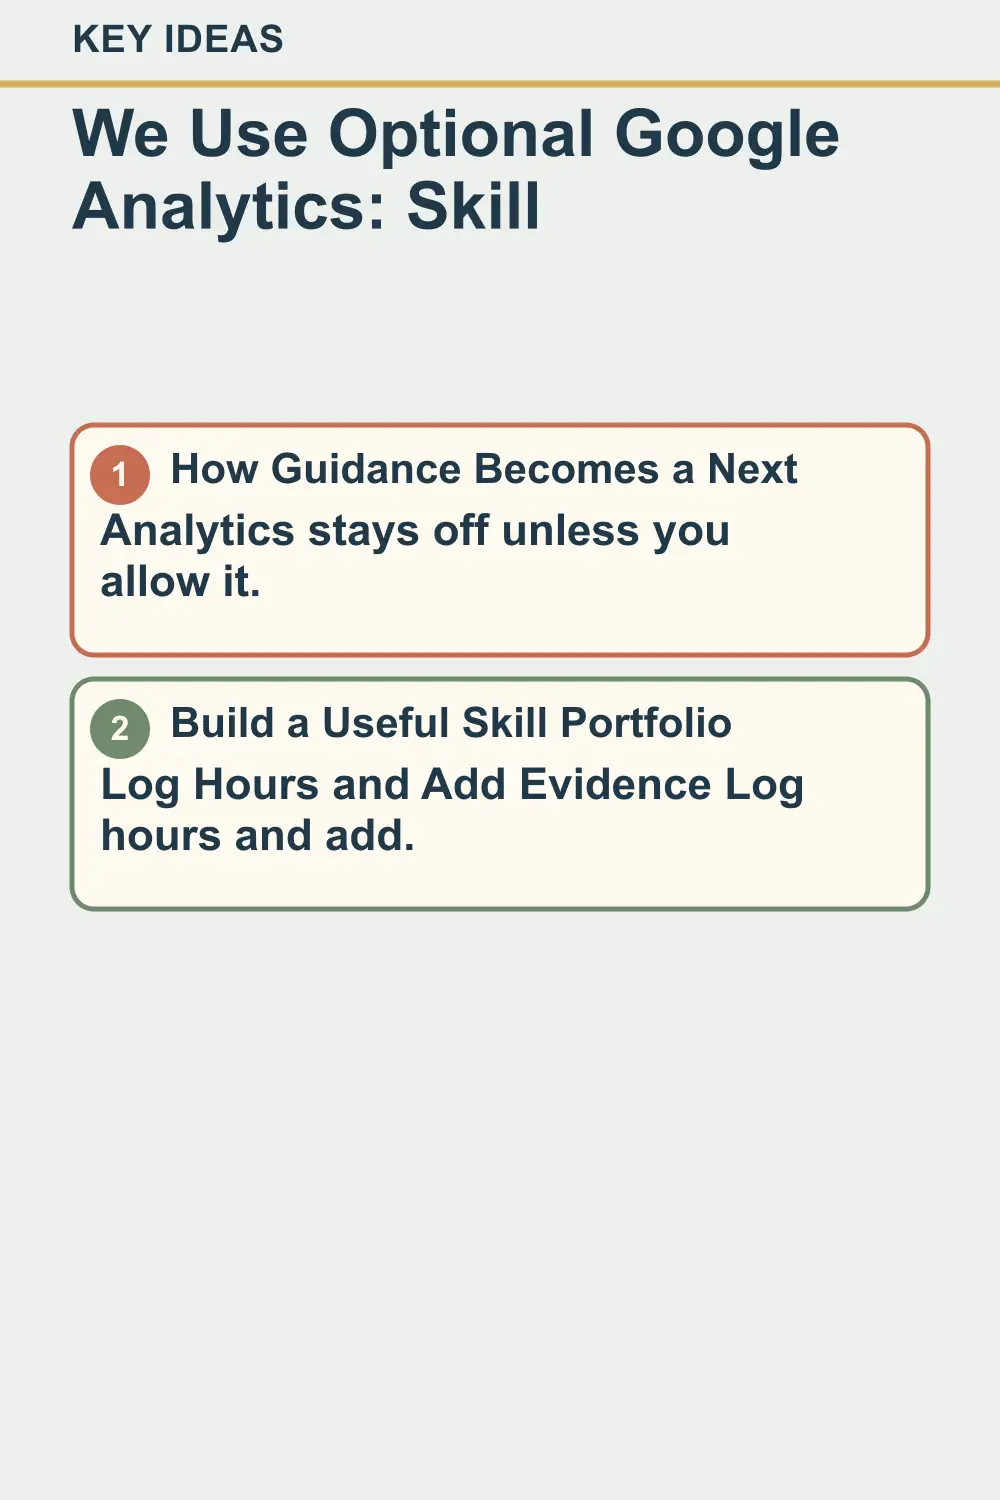 KEY IDEAS
We Use Optional Google
Analytics: Skill
1 How Guidance Becomes a Next
Analytics stays off unless you
allow it.
2 Build a Useful Skill Portfolio
Log Hours and Add Evidence Log
hours and add.